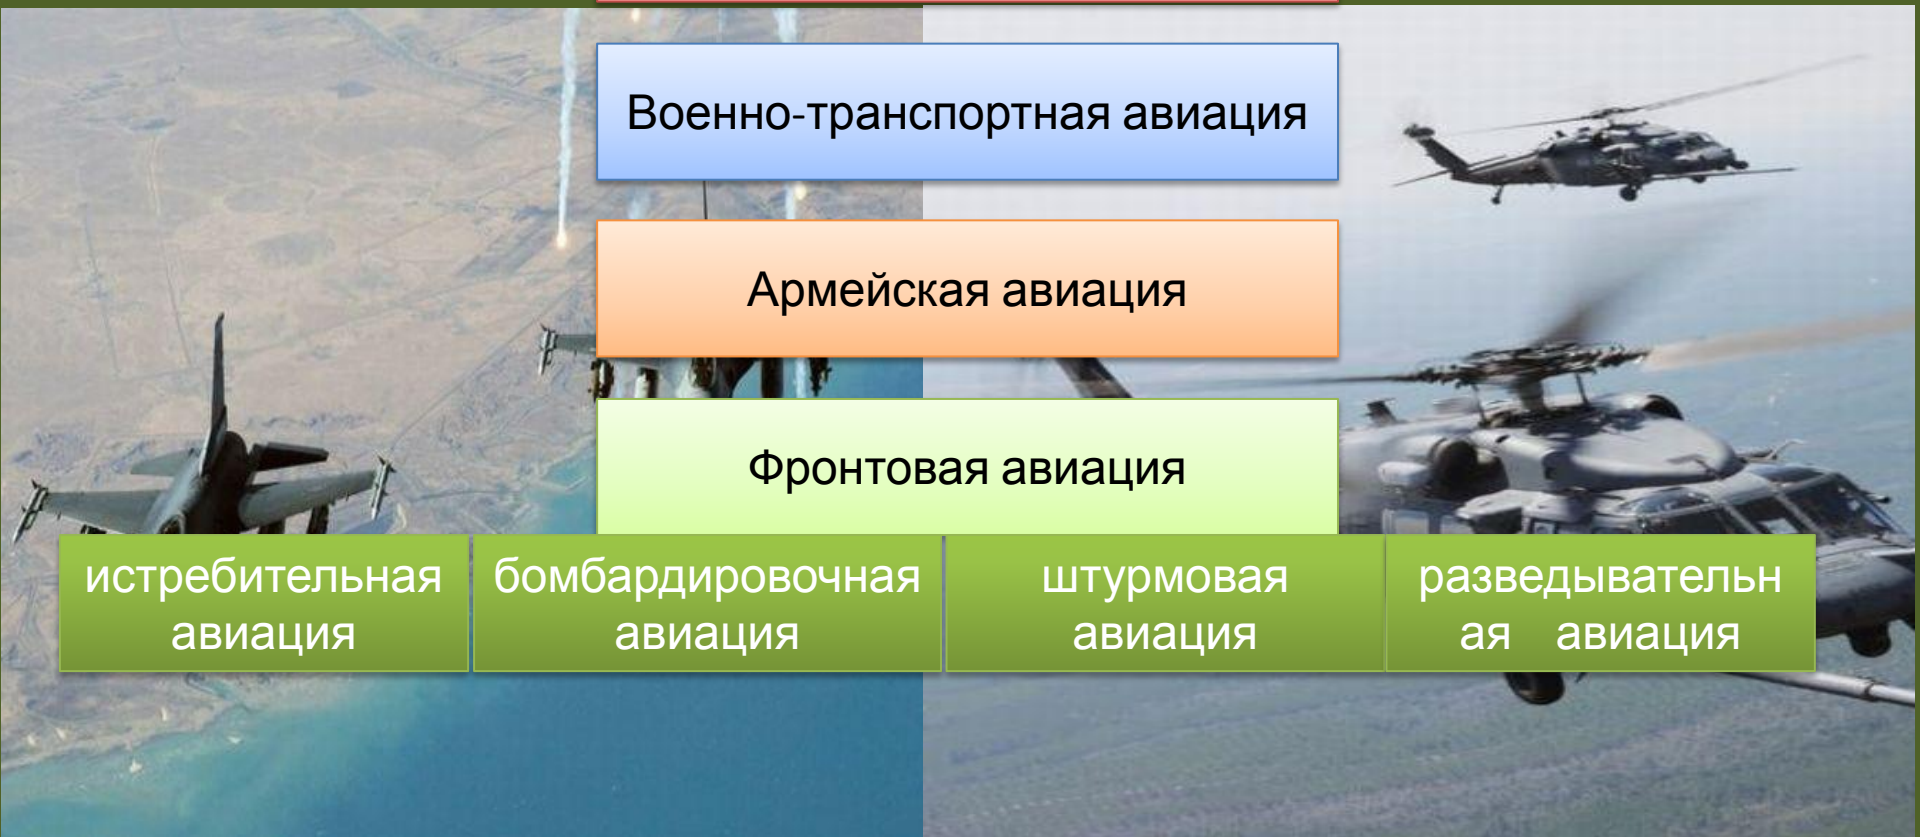 Военно-транспортная авиация
Армейская авиация
Фронтовая авиация
истребительная
авиация
бомбардировочная
авиация
штурмовая
авиация
разведывательн
ая авиация